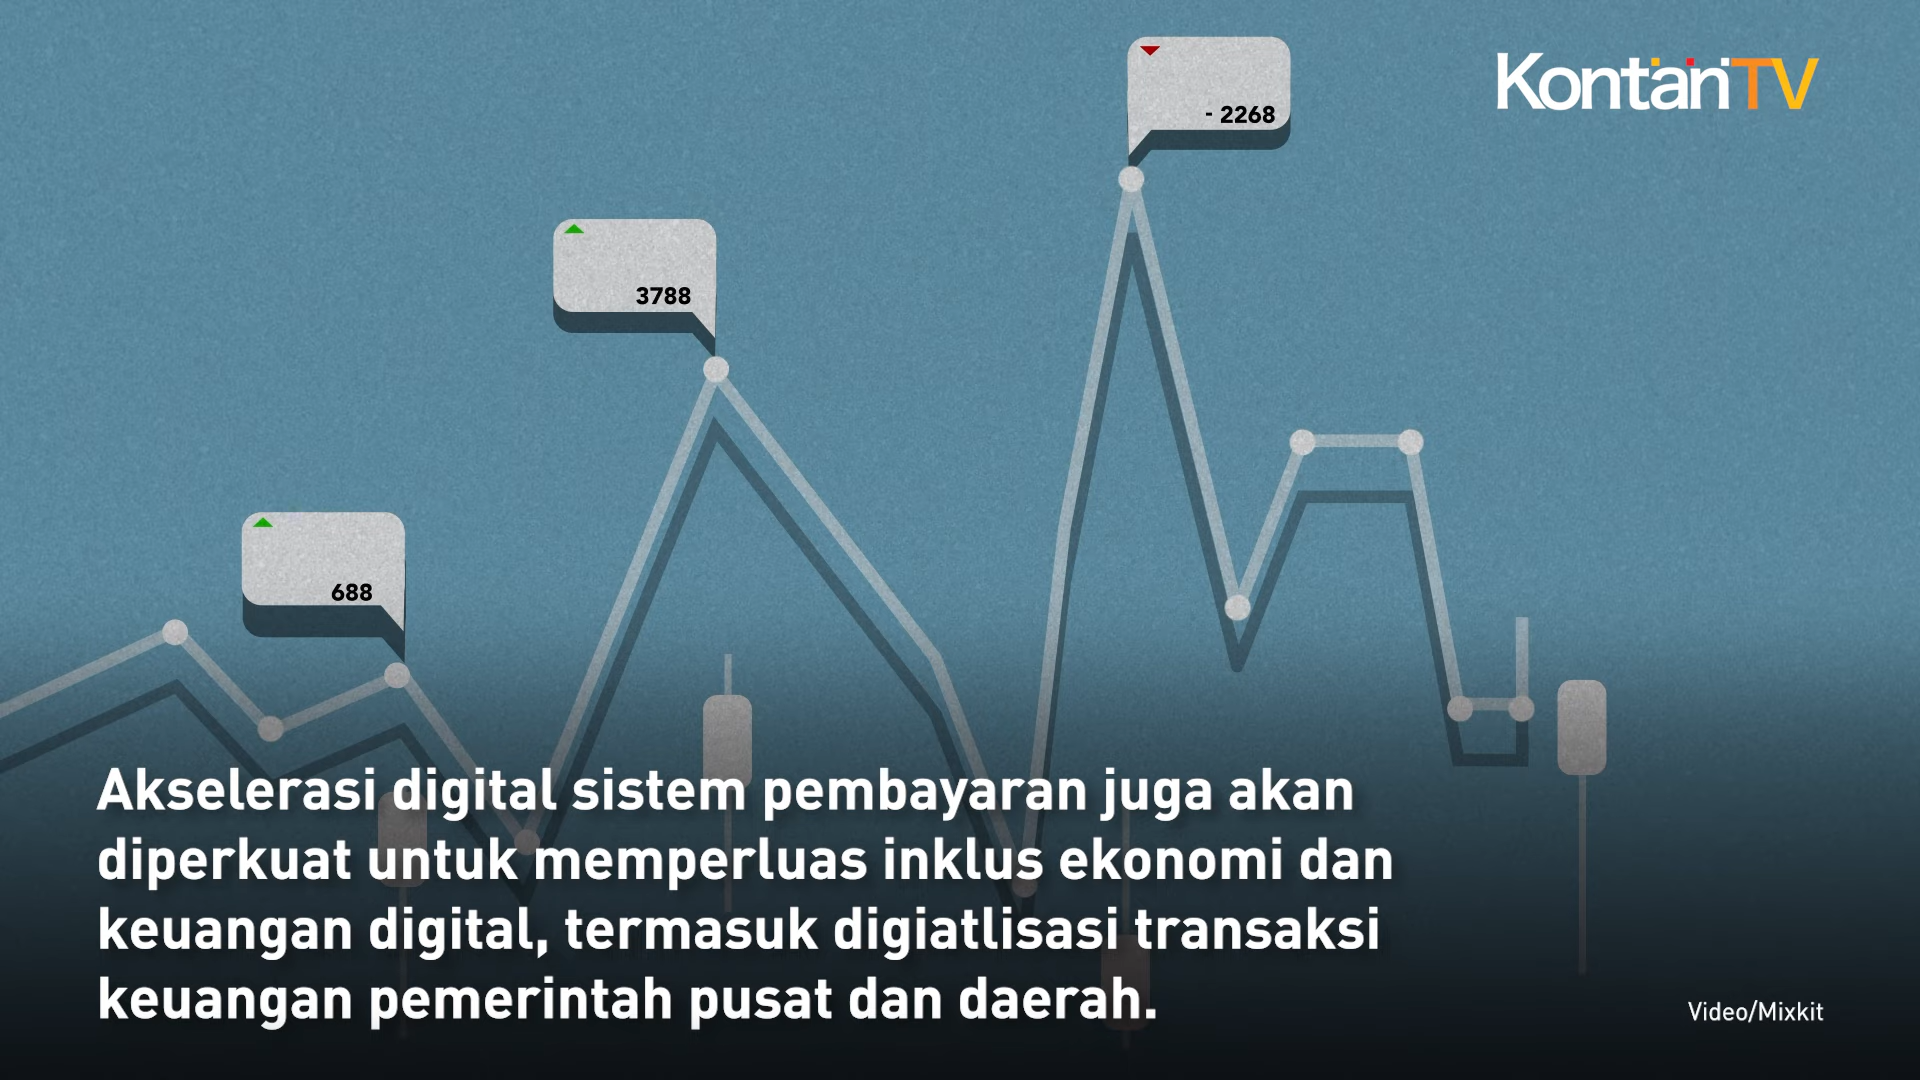 KontanTV
- 2268
3788
688
Akselerasi digital sistem pembayaran juga akan
diperkuat untuk memperluas inklus ekonomi dan
keuangan digital, termasuk digiatlisasi transaksi
keuangan pemerintah pusat dan daerah.
Video/Mixkit